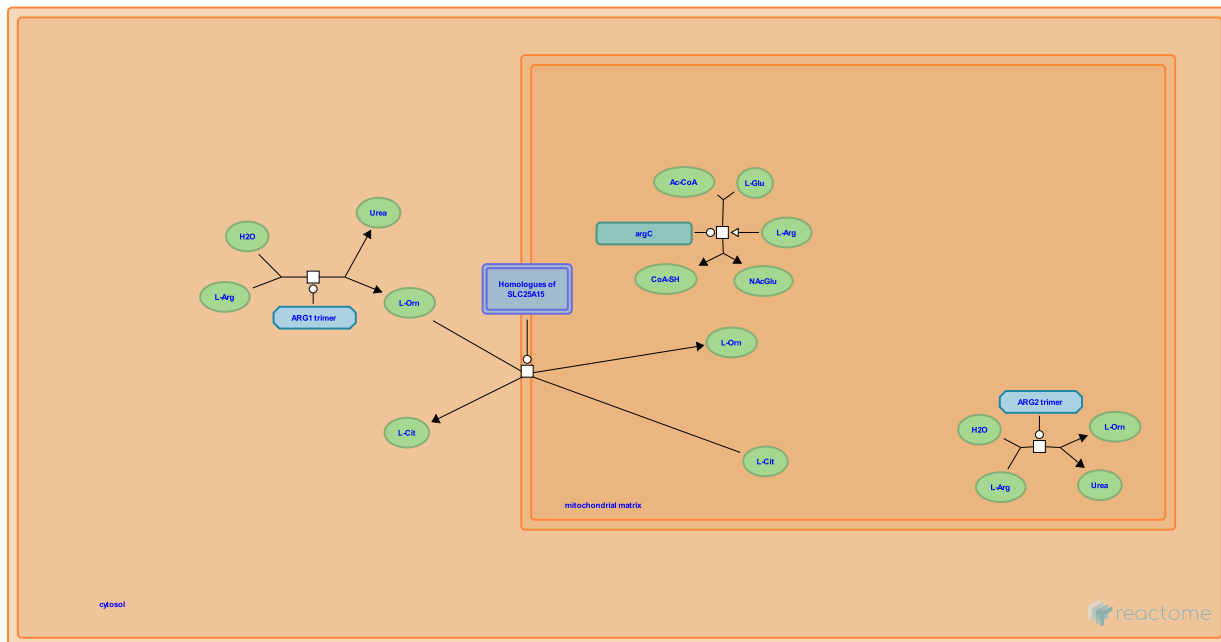 Ac-CoA
L-Glu
Urea
H2O
argC
L-Arg
CoA-SH
NAcGlu
Homologues of
SLC25A15
L-Arg
L-Orn
ARG1 trimer
L-Orn
ARG2 trimer
H2O
L-Orn
L-Cit
L-Cit
L-Arg
Urea
mitochondrial matrix
cytosol
reactome